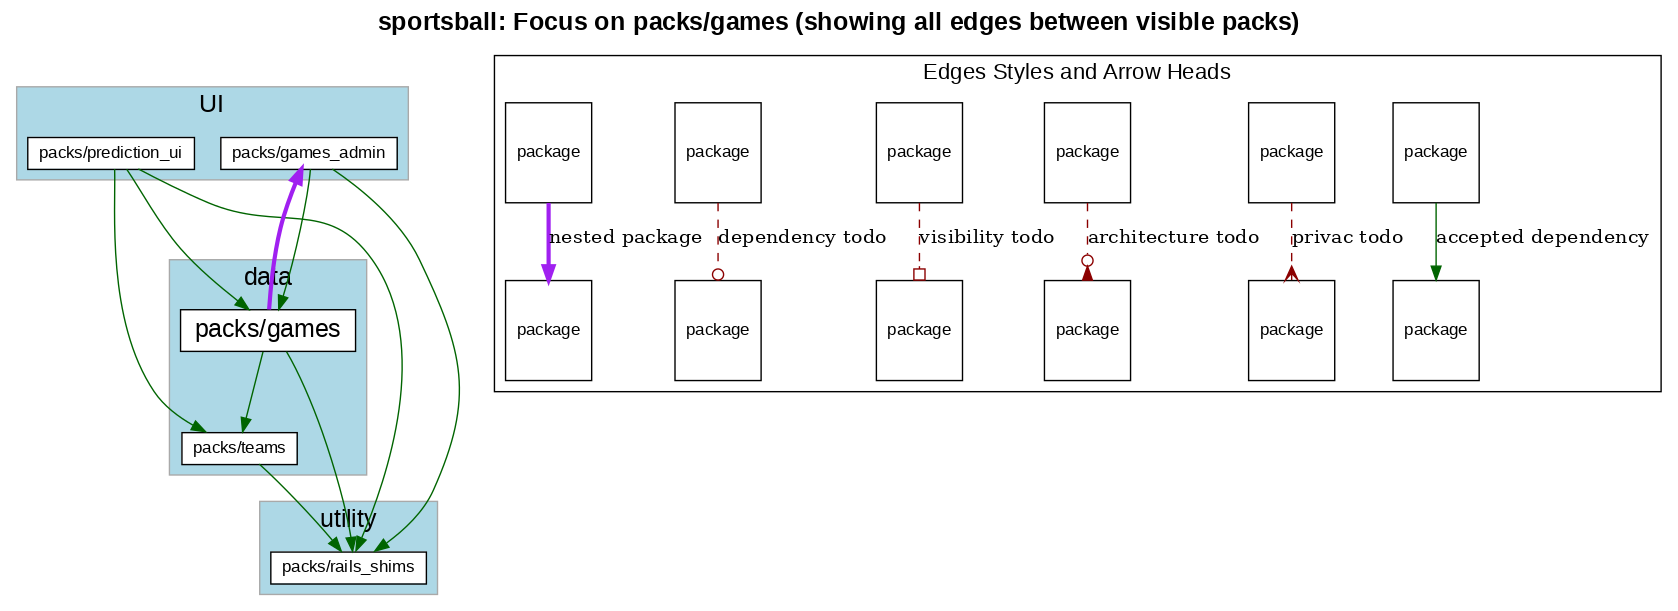 sportsball: Focus on packs/games (showing all edges between visible packs)
UI
packs/prediction_ui
packs/games_admin
data
packs/games
packs/teams
utility
packs/rails_shims
Edges Styles and Arrow Heads
package
package
package
package
package
package
nested package
dependency todo
visibility todo
architecture todo
privac todo
accepted dependency
package
package
package
package
package
package